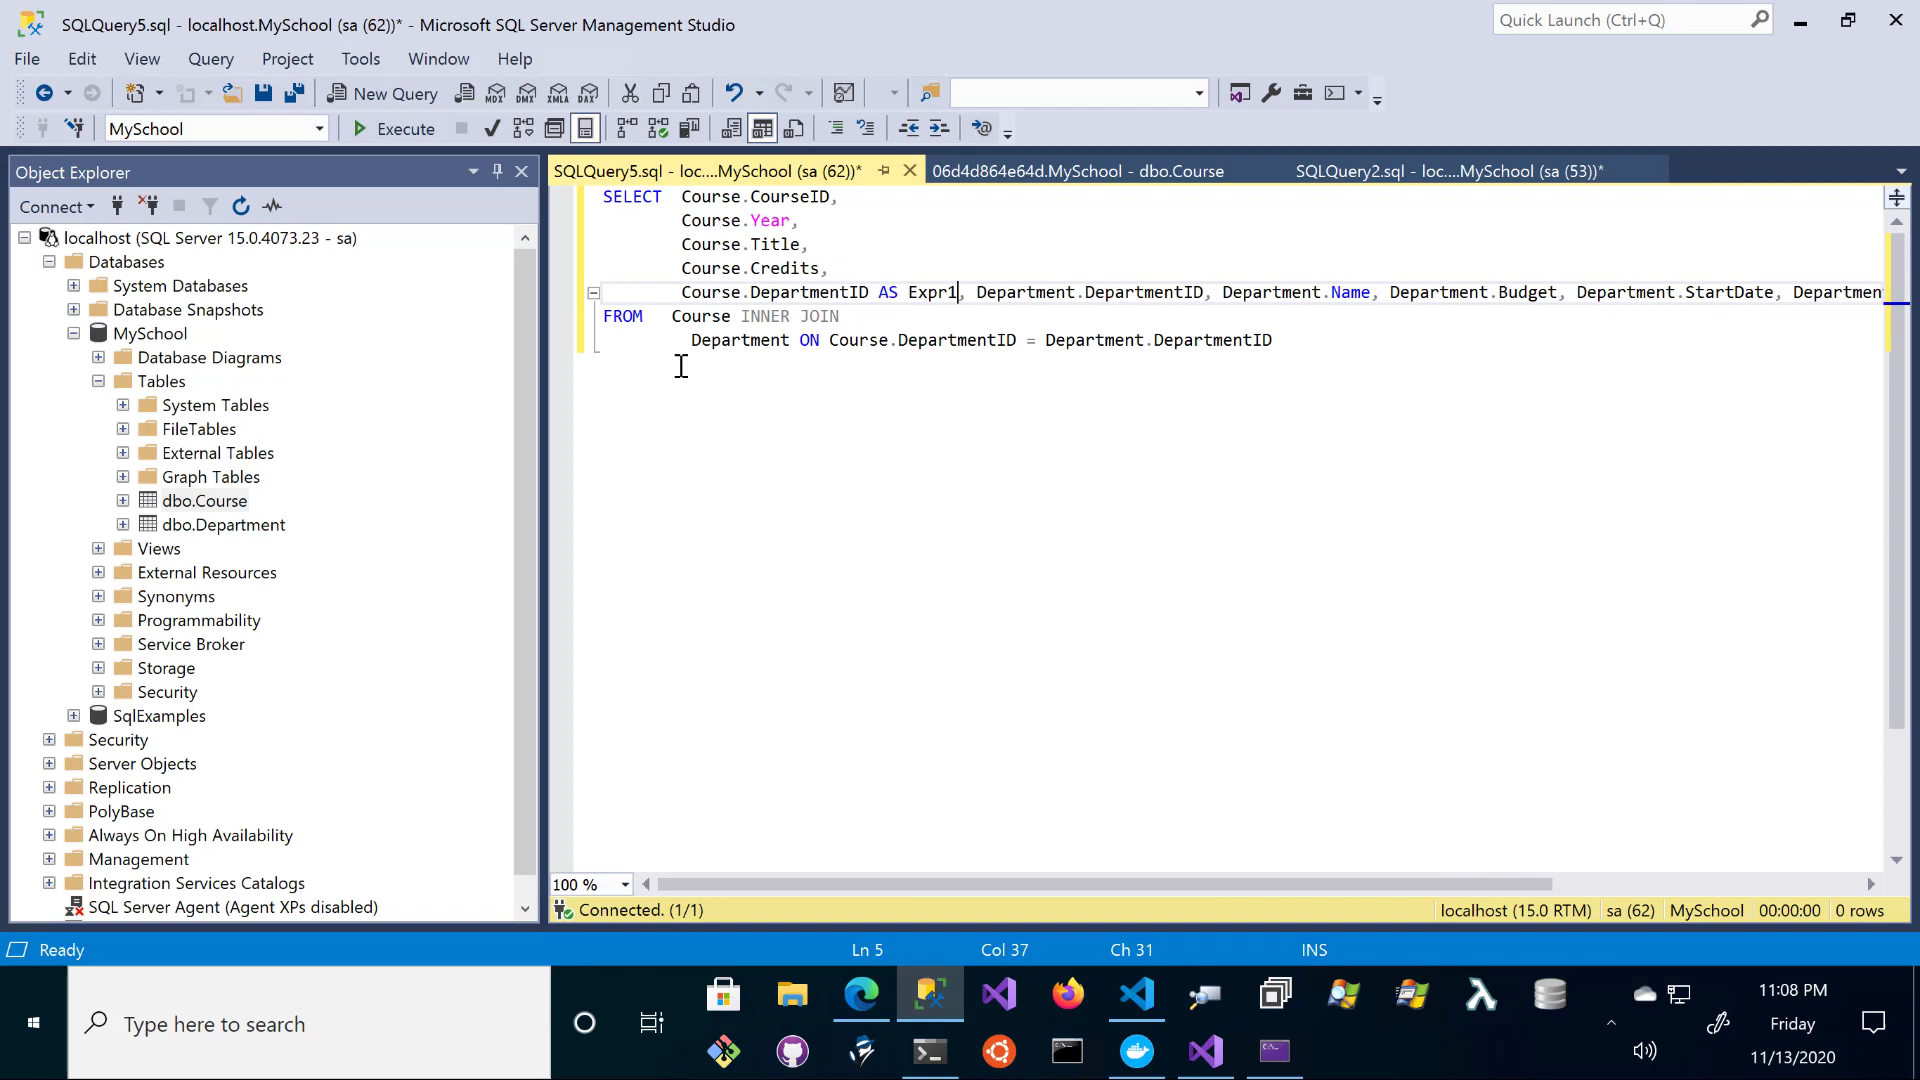 SQLQuery5.sql - localhost.MySchool (sa (62))* - Microsoft SQL Server Management Studio
Quick Launch (Ctrl+Q)
File Edit View Query Project Tools Window Help
New Query
MDX DMX XMLA DAX
MySchool
Execute
Object Explorer
Connect
localhost (SQL Server 15.0.4073.23 - sa)
Databases
System Databases
Database Snapshots
MySchool
Database Diagrams
Tables
System Tables
FileTables
External Tables
Graph Tables
dbo.Course
dbo.Department
Views
External Resources
Synonyms
Programmability
Service Broker
Storage
Security
SqlExamples
Security
Server Objects
Replication
PolyBase
Always On High Availability
Management
Integration Services Catalogs
SQL Server Agent (Agent XPs disabled)
SQLQuery5.sql - loc....MySchool (sa (62))*
06d4d864e64d.MySchool - dbo.Course
SQLQuery2.sql - loc....MySchool (sa (53))*
SELECT Course.CourseID,
Course.Year,
Course.Title,
Course.Credits,
Course.DepartmentID AS Expr1, Department.DepartmentID, Department.Name, Department.Budget, Department.StartDate, Departmen
FROM Course INNER JOIN
Department ON Course.DepartmentID = Department.DepartmentID
100 %
Connected. (1/1)
localhost (15.0 RTM) sa (62) MySchool 00:00:00 0 rows
Ready
Ln 5
Col 37
Ch 31
INS
Type here to search
11:08 PM
Friday
11/13/2020